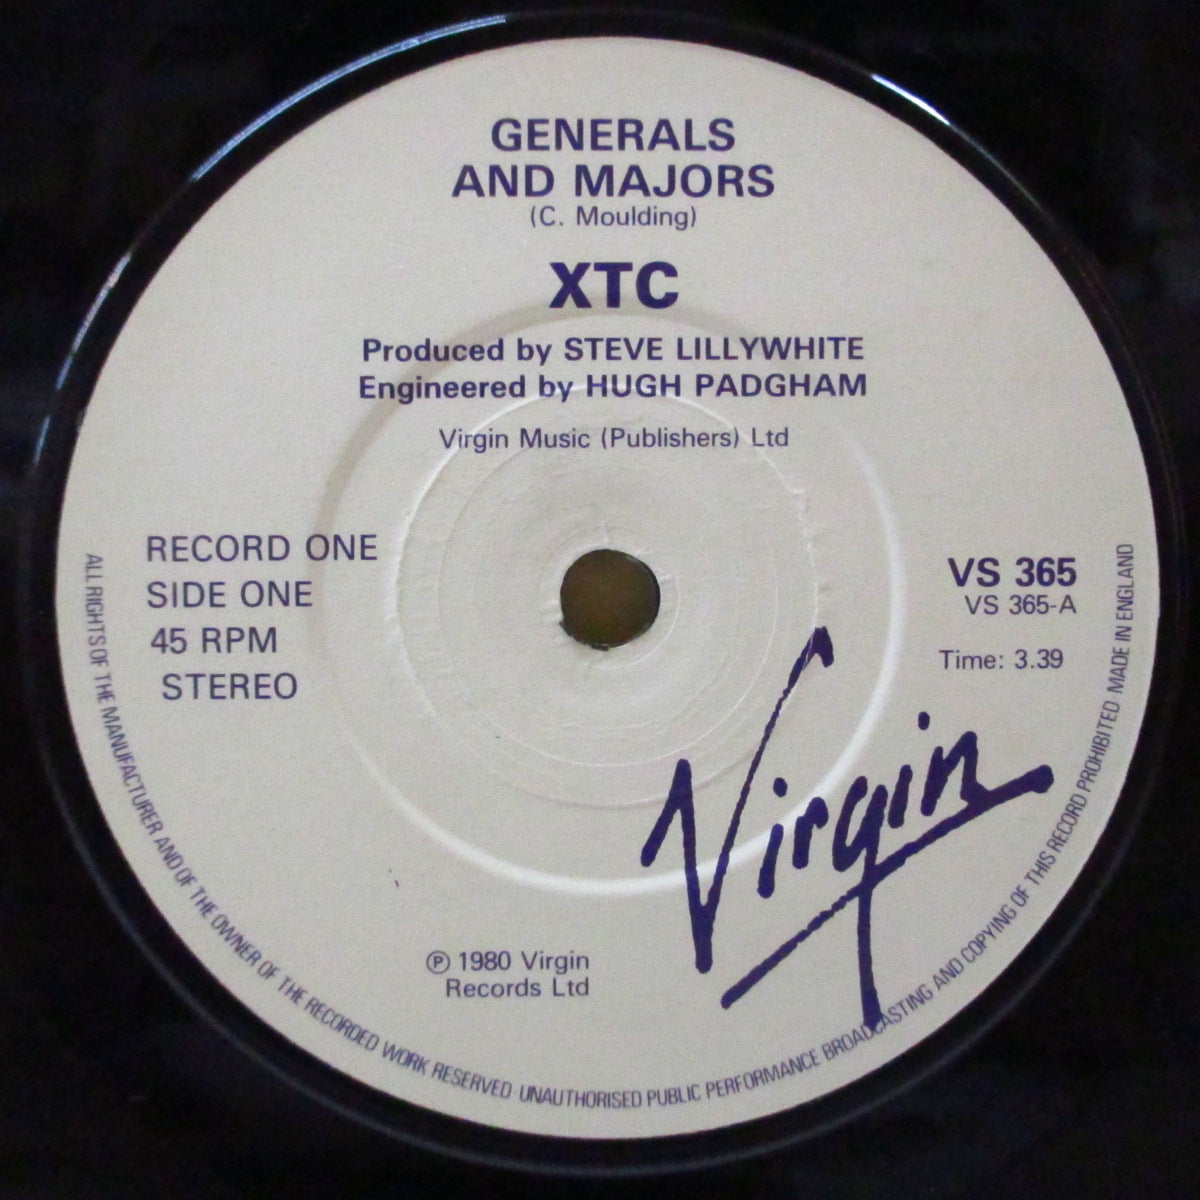 GENERALS
AND MAJORS
(C. Moulding)
XTC
Produced by STEVE LILLYWHITE
Engineered by HUGH PADGHAM
Virgin Music (Publishers) Ltd
RECORD ONE
SIDE ONE
45 RPM
STEREO
VS 365
VS 365-A
Time: 3.39
Virgin
℗ 1980 Virgin
Records Ltd
ALL RIGHTS OF THE MANUFACTURER AND OF THE OWNER OF THE RECORDED WORK RESERVED · UNAUTHORISED PUBLIC PERFORMANCE BROADCASTING AND COPYING OF THIS RECORD PROHIBITED · MADE IN ENGLAND